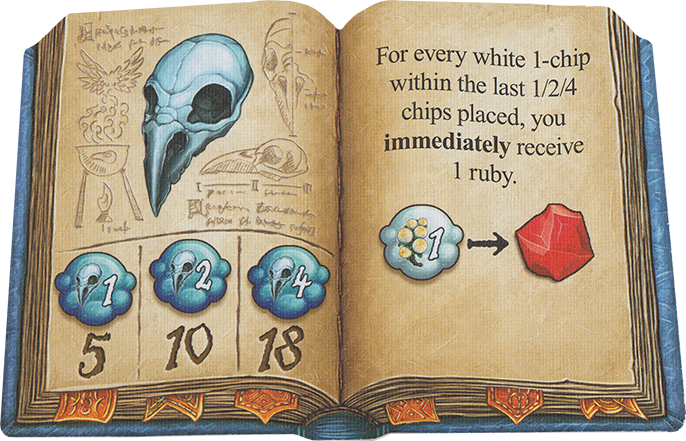 1
2
4
5
10
18
For every white 1-chip
within the last 1/2/4
chips placed, you
immediately receive
1 ruby.
1